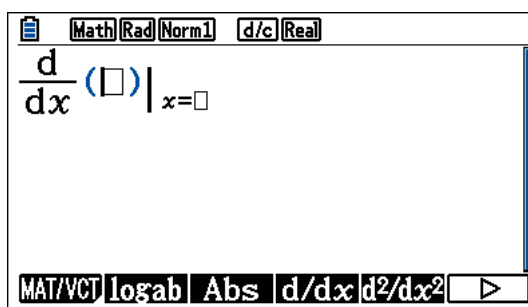 Math Rad Norm1 d/c Real
d/dx (□)|x=□
MAT/VCT logab Abs d/dx d²/dx² ▷